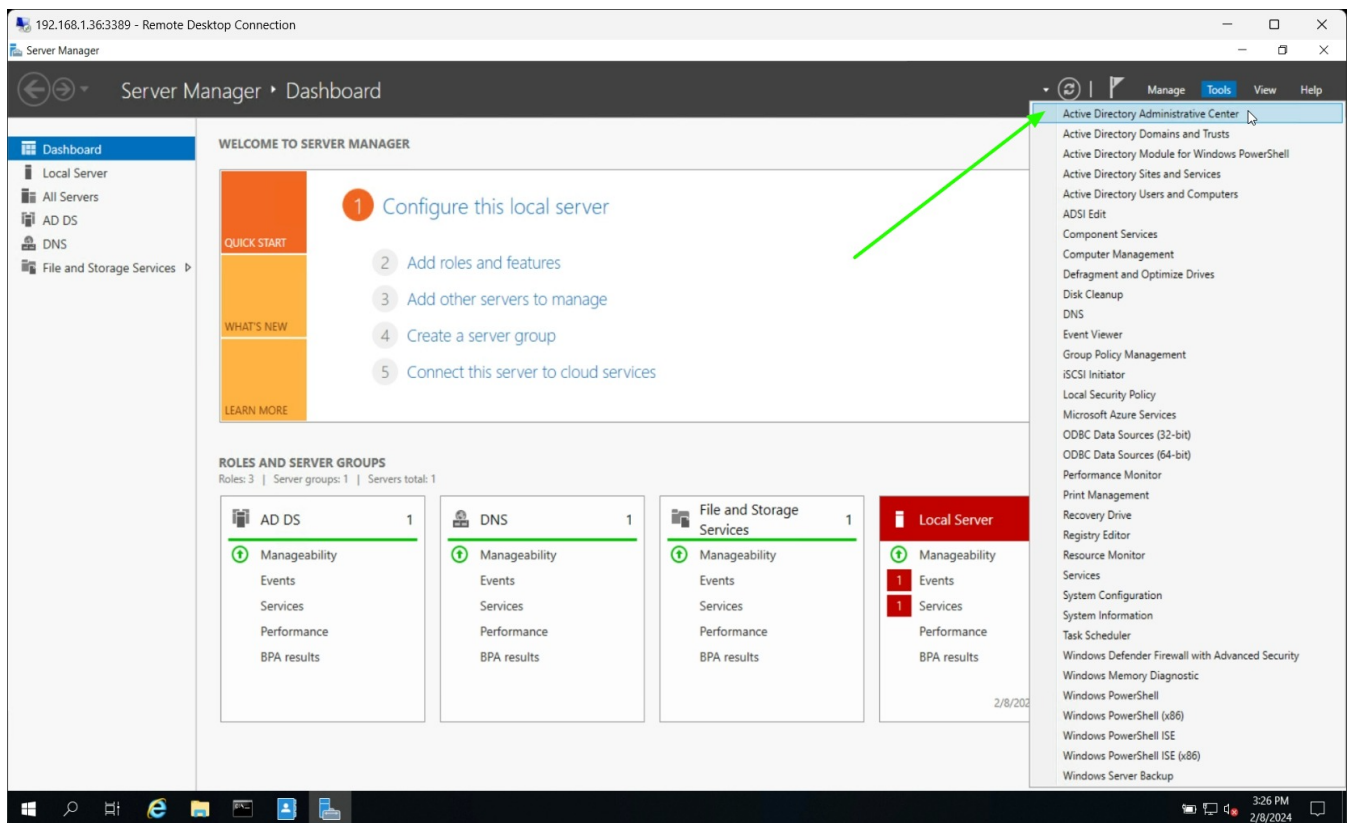 192.168.1.36:3389 - Remote Desktop Connection
Server Manager
Server Manager • Dashboard
Manage Tools View Help
Dashboard
Local Server
All Servers
AD DS
DNS
File and Storage Services
WELCOME TO SERVER MANAGER
QUICK START
WHAT'S NEW
LEARN MORE
1 Configure this local server
2 Add roles and features
3 Add other servers to manage
4 Create a server group
5 Connect this server to cloud services
ROLES AND SERVER GROUPS
Roles: 3 | Server groups: 1 | Servers total: 1
AD DS 1
Manageability
Events
Services
Performance
BPA results
DNS 1
Manageability
Events
Services
Performance
BPA results
File and Storage
Services 1
Manageability
Events
Services
Performance
BPA results
Local Server
Manageability
1 Events
1 Services
Performance
BPA results
2/8/202
Active Directory Administrative Center
Active Directory Domains and Trusts
Active Directory Module for Windows PowerShell
Active Directory Sites and Services
Active Directory Users and Computers
ADSI Edit
Component Services
Computer Management
Defragment and Optimize Drives
Disk Cleanup
DNS
Event Viewer
Group Policy Management
iSCSI Initiator
Local Security Policy
Microsoft Azure Services
ODBC Data Sources (32-bit)
ODBC Data Sources (64-bit)
Performance Monitor
Print Management
Recovery Drive
Registry Editor
Resource Monitor
Services
System Configuration
System Information
Task Scheduler
Windows Defender Firewall with Advanced Security
Windows Memory Diagnostic
Windows PowerShell
Windows PowerShell (x86)
Windows PowerShell ISE
Windows PowerShell ISE (x86)
Windows Server Backup
3:26 PM
2/8/2024